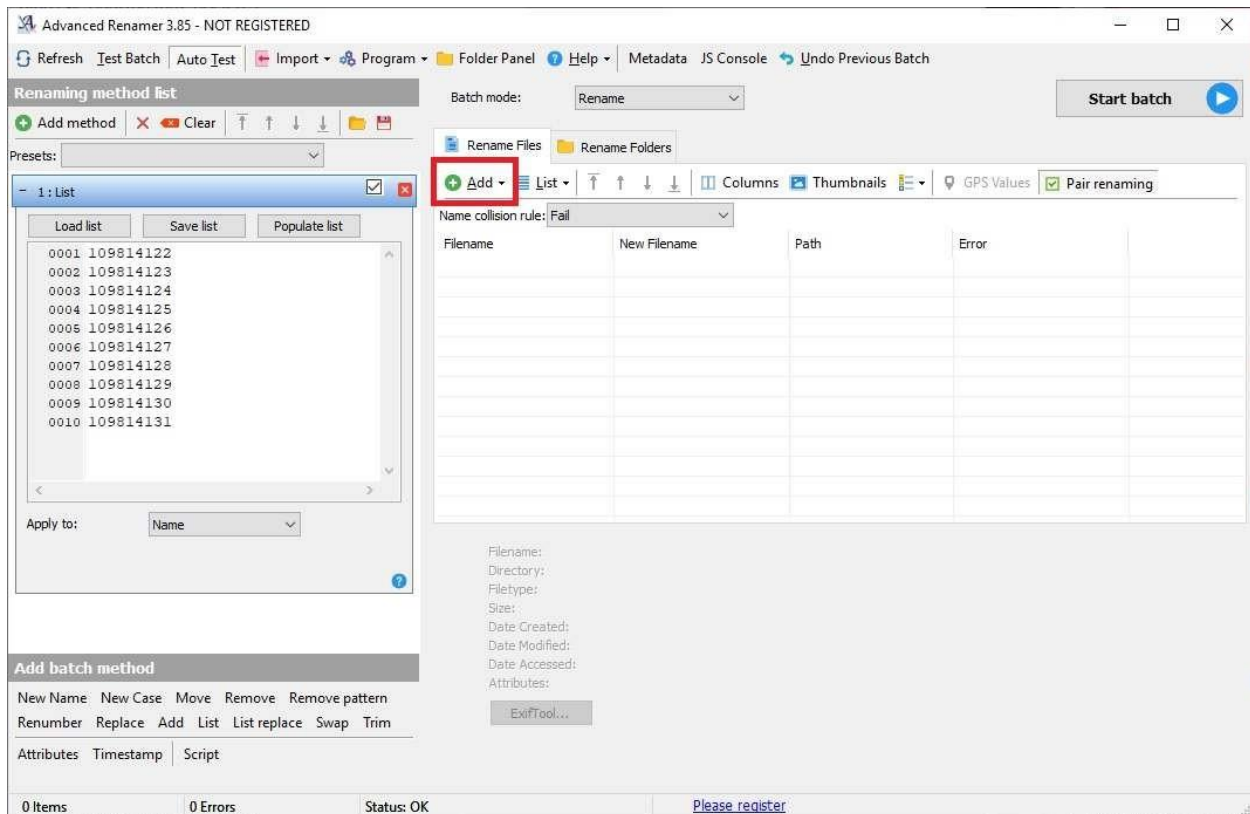 Advanced Renamer 3.85 - NOT REGISTERED
Refresh Test Batch Auto Test Import Program Folder Panel Help Metadata JS Console Undo Previous Batch
Renaming method list
Add method Clear
Presets:
1 : List
Load list Save list Populate list
0001 109814122
0002 109814123
0003 109814124
0004 109814125
0005 109814126
0006 109814127
0007 109814128
0008 109814129
0009 109814130
0010 109814131
Apply to: Name
Add batch method
New Name New Case Move Remove Remove pattern
Renumber Replace Add List List replace Swap Trim
Attributes Timestamp Script
Batch mode: Rename Start batch
Rename Files Rename Folders
Add List Columns Thumbnails GPS Values Pair renaming
Name collision rule: Fail
Filename New Filename Path Error
Filename:
Directory:
Filetype:
Size:
Date Created:
Date Modified:
Date Accessed:
Attributes:
ExifTool...
0 Items 0 Errors Status: OK Please register